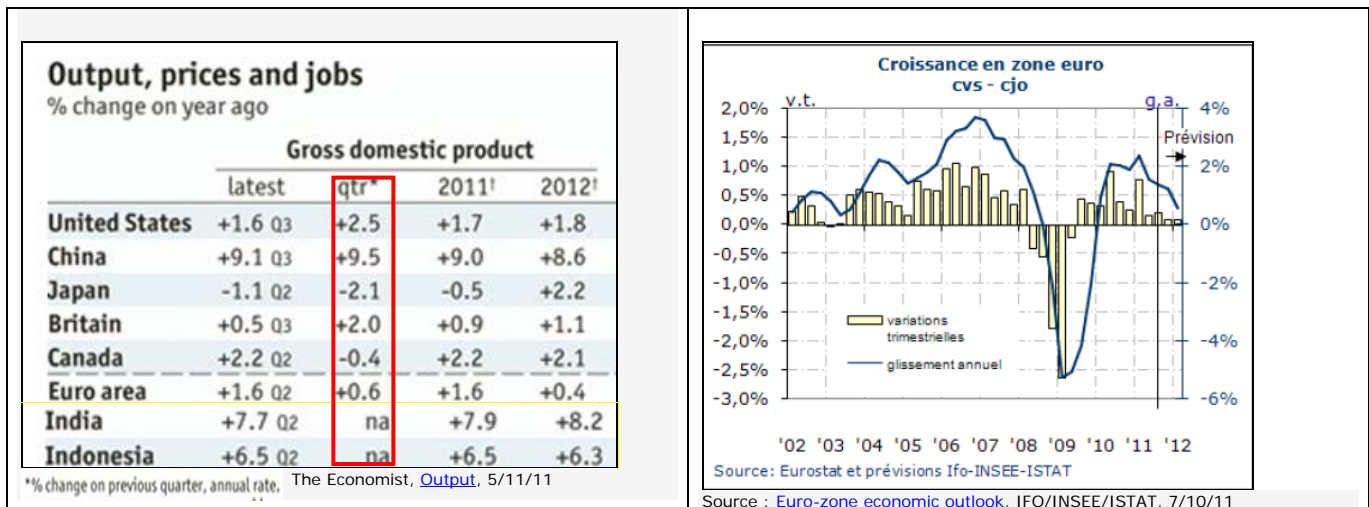 Output, prices and jobs
% change on year ago
Gross domestic product
latest qtr* 2011† 2012†
United States +1.6 Q3 +2.5 +1.7 +1.8
China +9.1 Q3 +9.5 +9.0 +8.6
Japan -1.1 Q2 -2.1 -0.5 +2.2
Britain +0.5 Q3 +2.0 +0.9 +1.1
Canada +2.2 Q2 -0.4 +2.2 +2.1
Euro area +1.6 Q2 +0.6 +1.6 +0.4
India +7.7 Q2 na +7.9 +8.2
Indonesia +6.5 Q2 na +6.5 +6.3
*% change on previous quarter, annual rate. The Economist, Output, 5/11/11
Croissance en zone euro
cvs - cjo
v.t. g.a.
2,0% 4%
1,5% Prévision
1,0% 2%
0,5%
0,0% 0%
-0,5%
-1,0% -2%
-1,5%
variations
trimestrielles
-2,0% -4%
glissement annuel
-2,5%
-3,0% -6%
'02 '03 '04 '05 '06 '07 '08 '09 '10 '11 '12
Source: Eurostat et prévisions Ifo-INSEE-ISTAT
Source : Euro-zone economic outlook, IFO/INSEE/ISTAT, 7/10/11